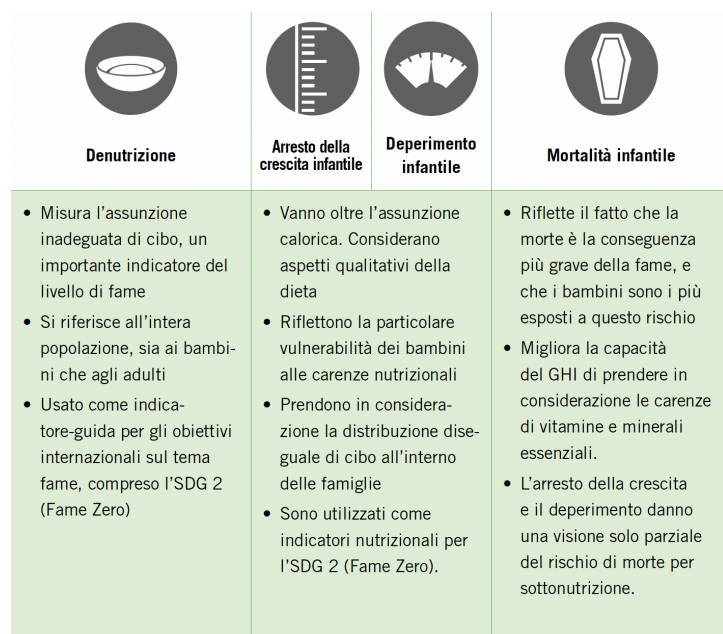 Denutrizione
Arresto della
crescita infantile
Deperimento
infantile
Mortalità infantile
• Misura l’assunzione
inadeguata di cibo, un
importante indicatore del
livello di fame
• Si riferisce all’intera
popolazione, sia ai bambi-
ni che agli adulti
• Usato come indica-
tore-guida per gli obiettivi
internazionali sul tema
fame, compreso l’SDG 2
(Fame Zero)
• Vanno oltre l’assunzione
calorica. Considerano
aspetti qualitativi della
dieta
• Riflettono la particolare
vulnerabilità dei bambini
alle carenze nutrizionali
• Prendono in considera-
zione la distribuzione dise-
guale di cibo all’interno
delle famiglie
• Sono utilizzati come
indicatori nutrizionali per
l’SDG 2 (Fame Zero).
• Riflette il fatto che la
morte è la conseguenza
più grave della fame, e
che i bambini sono i più
esposti a questo rischio
• Migliora la capacità
del GHI di prendere in
considerazione le carenze
di vitamine e minerali
essenziali.
• L’arresto della crescita
e il deperimento danno
una visione solo parziale
del rischio di morte per
sottonutrizione.